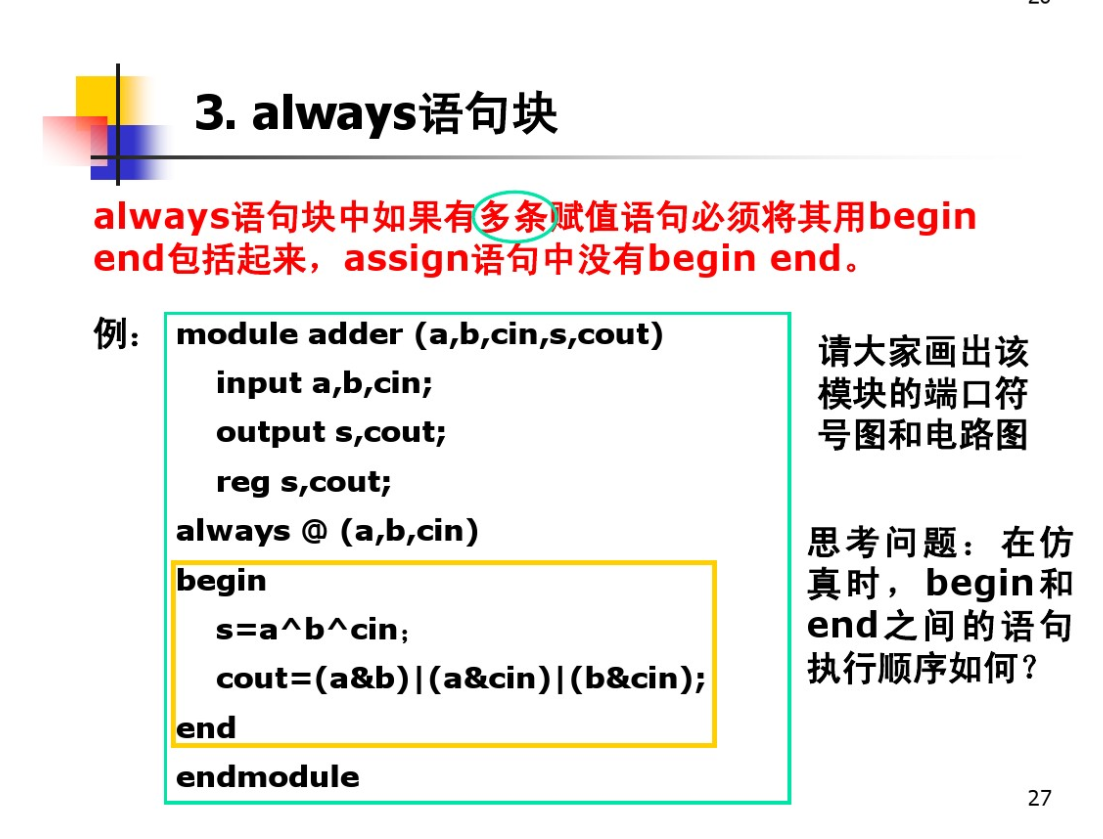 3. always语句块
always语句块中如果有多条赋值语句必须将其用begin
end包括起来，assign语句中没有begin end。
例：
module adder (a,b,cin,s,cout)
input a,b,cin;
output s,cout;
reg s,cout;
always @ (a,b,cin)
begin
s=a^b^cin；
cout=(a&b)|(a&cin)|(b&cin);
end
endmodule
请大家画出该
模块的端口符
号图和电路图
思考问题：在仿
真时，begin和
end之间的语句
执行顺序如何？
27